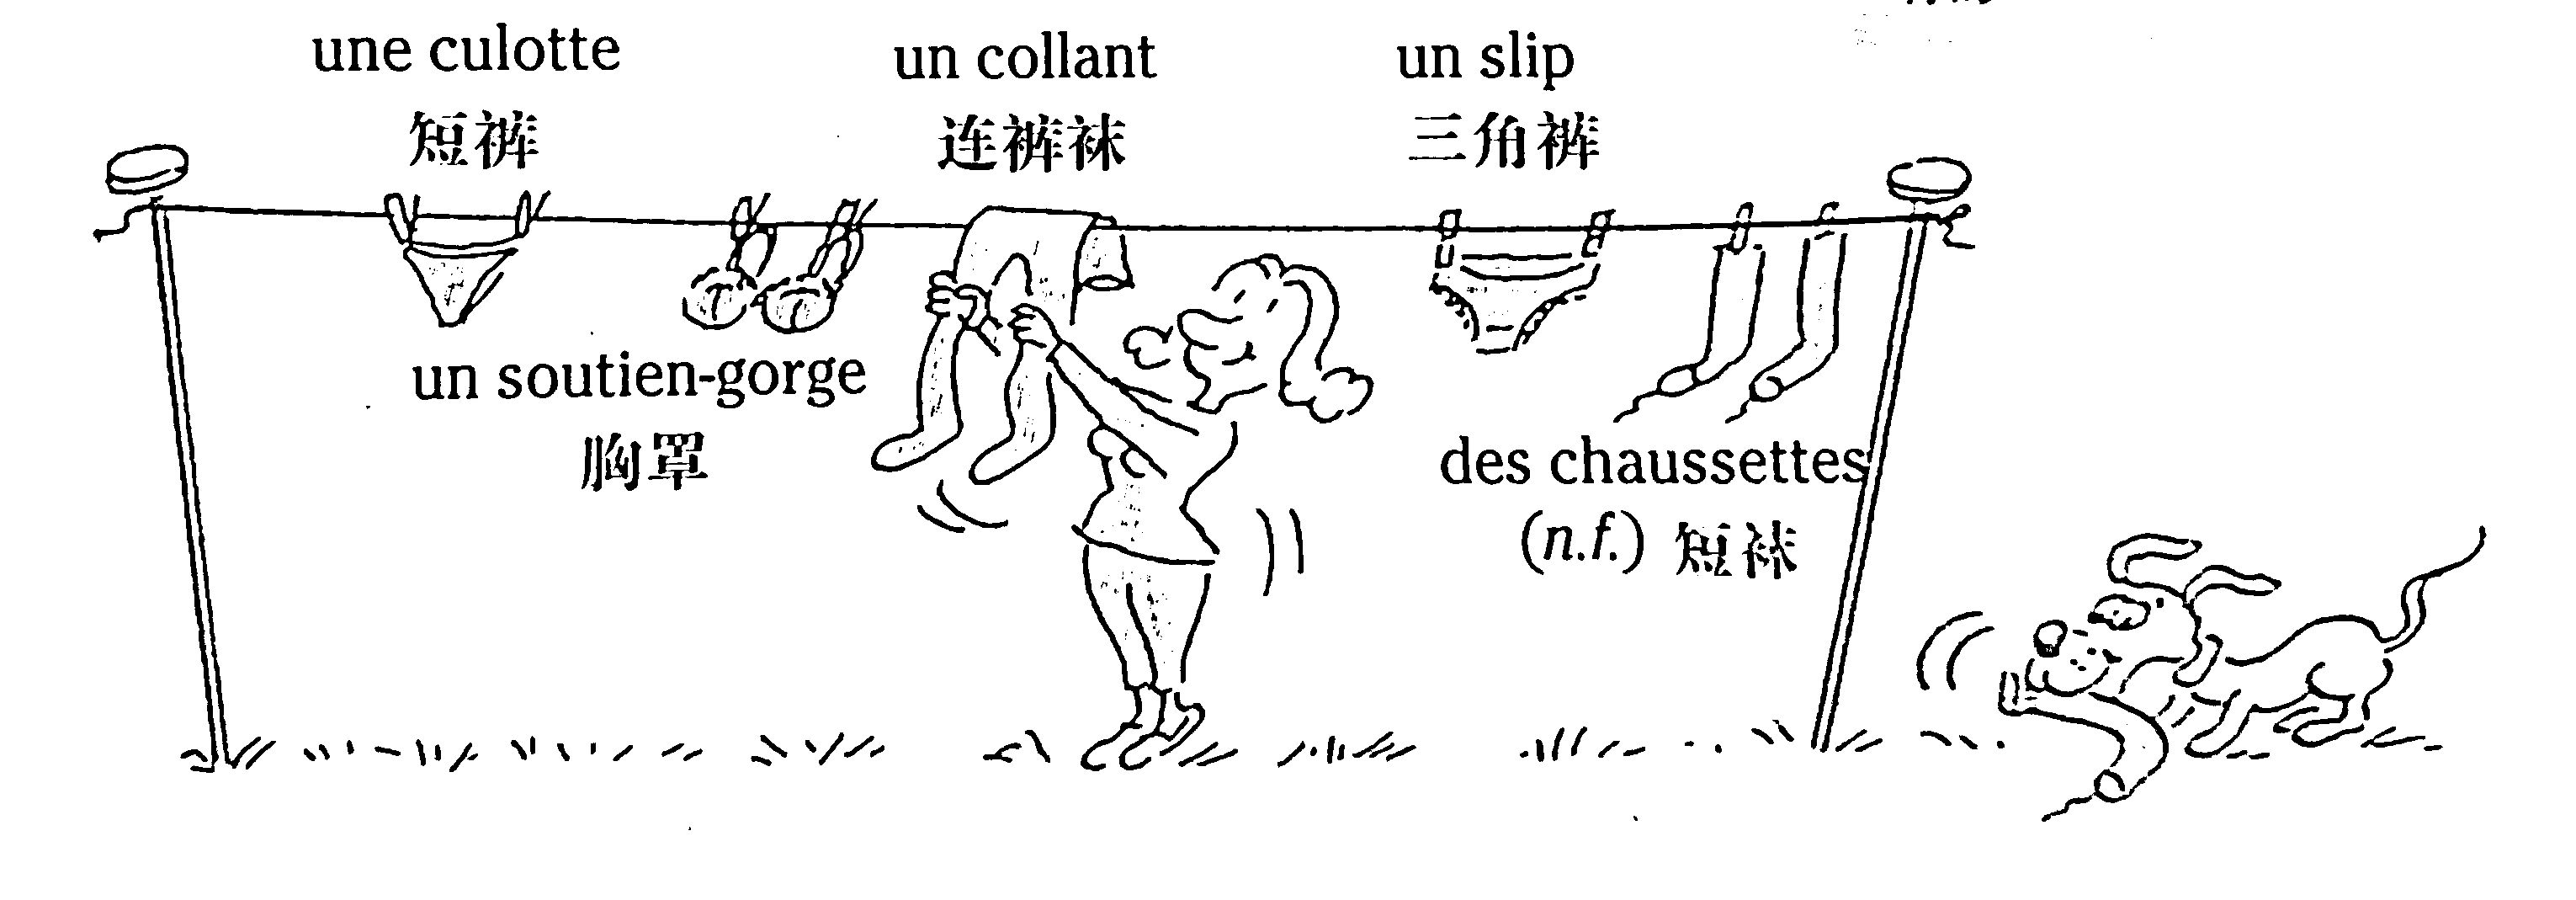 une culotte
短裤
un collant
连裤袜
un slip
三角裤
un soutien-gorge
胸罩
des chaussettes
(n.f.) 短袜